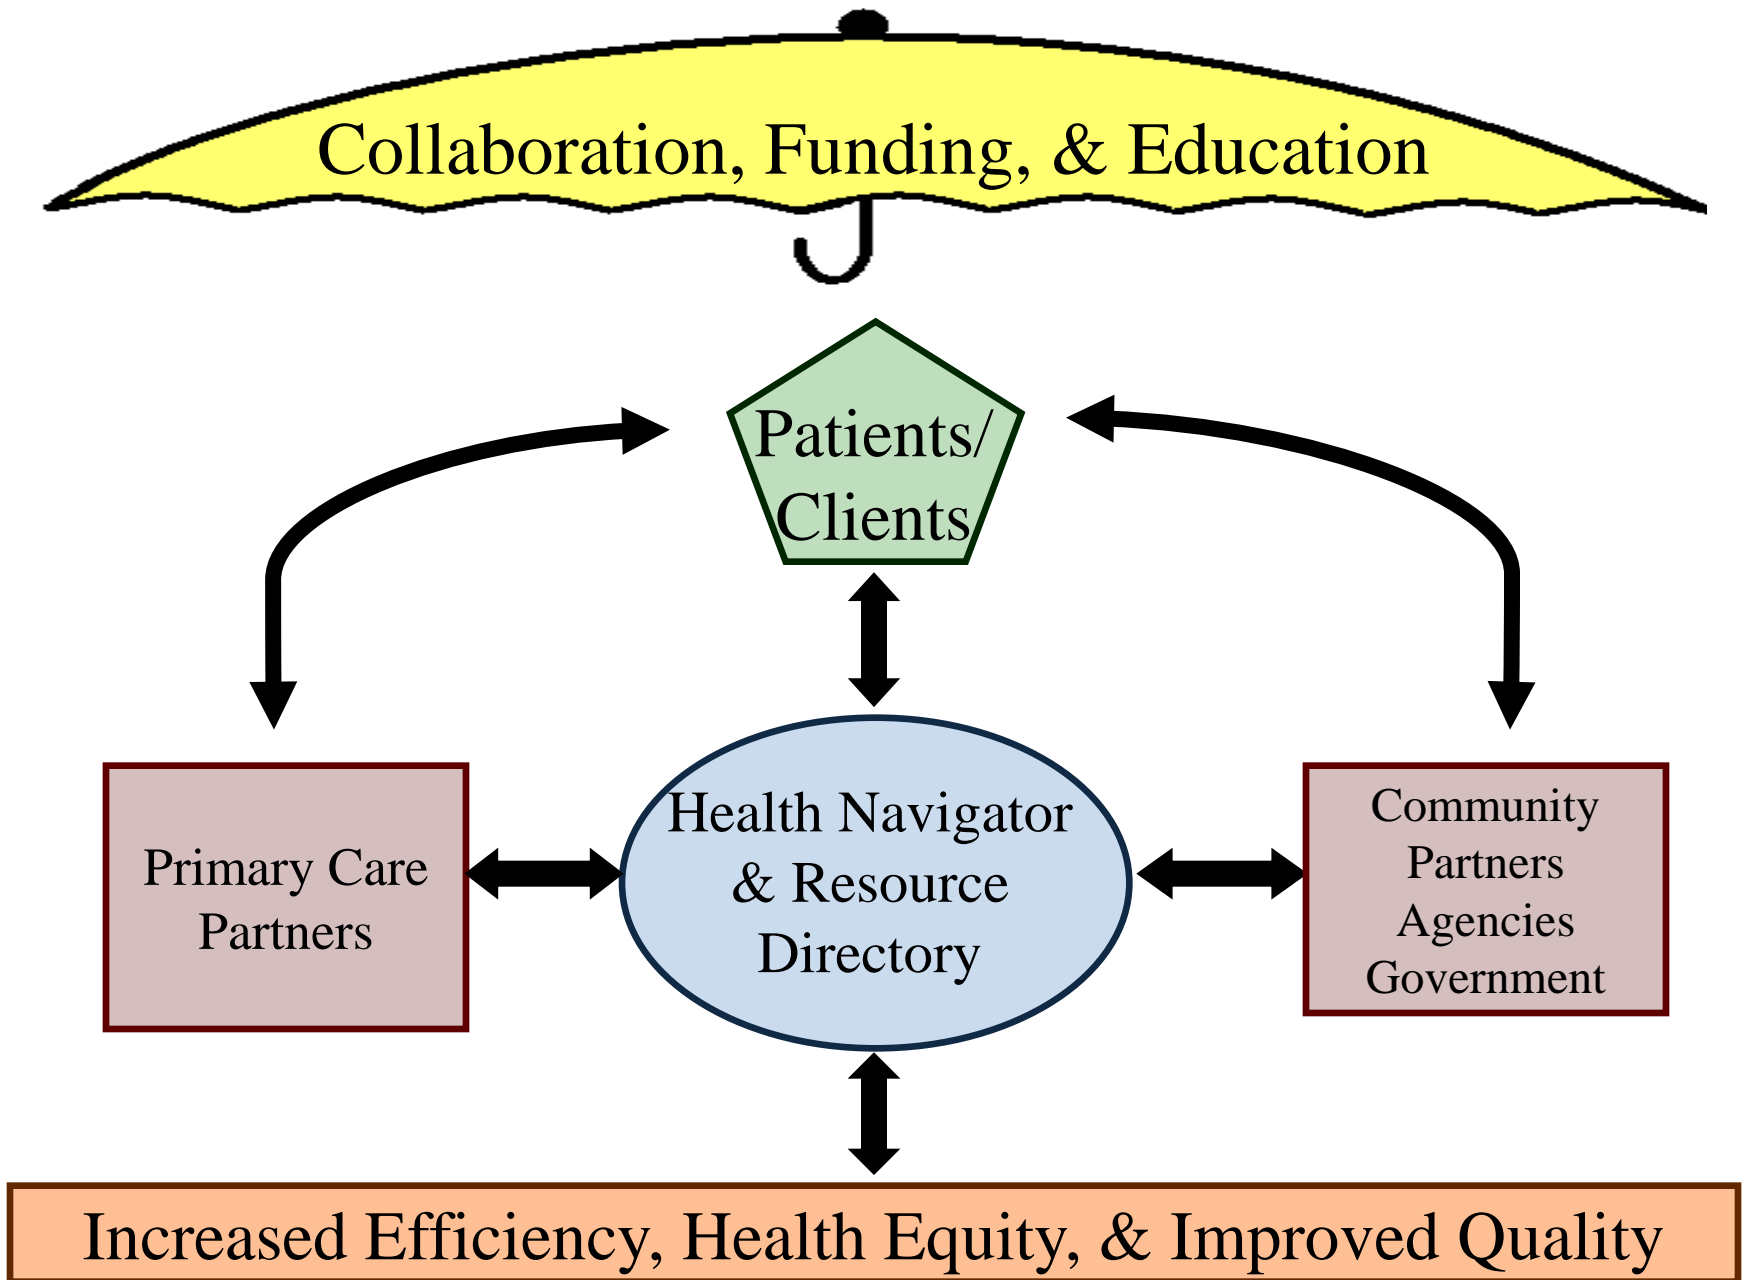 Collaboration, Funding, & Education
Patients/
Clients
Primary Care
Partners
Health Navigator
& Resource
Directory
Community
Partners
Agencies
Government
Increased Efficiency, Health Equity, & Improved Quality